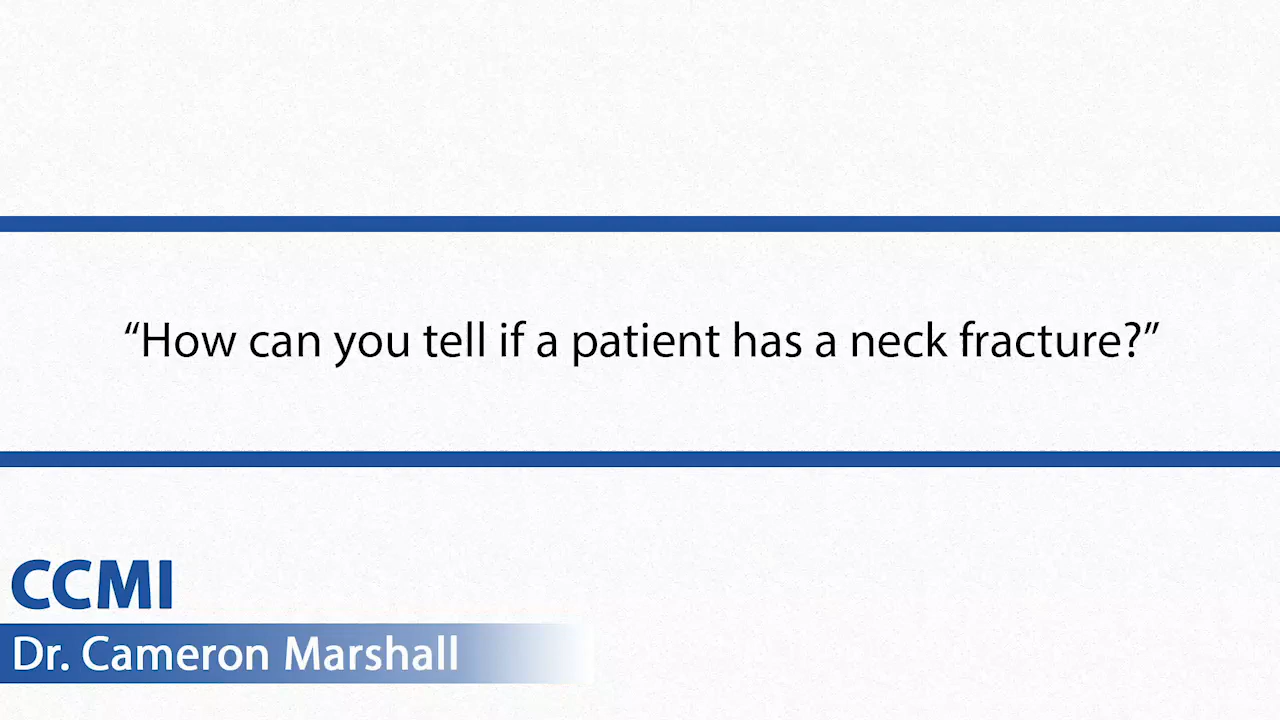 “How can you tell if a patient has a neck fracture?”
CCMI
Dr. Cameron Marshall